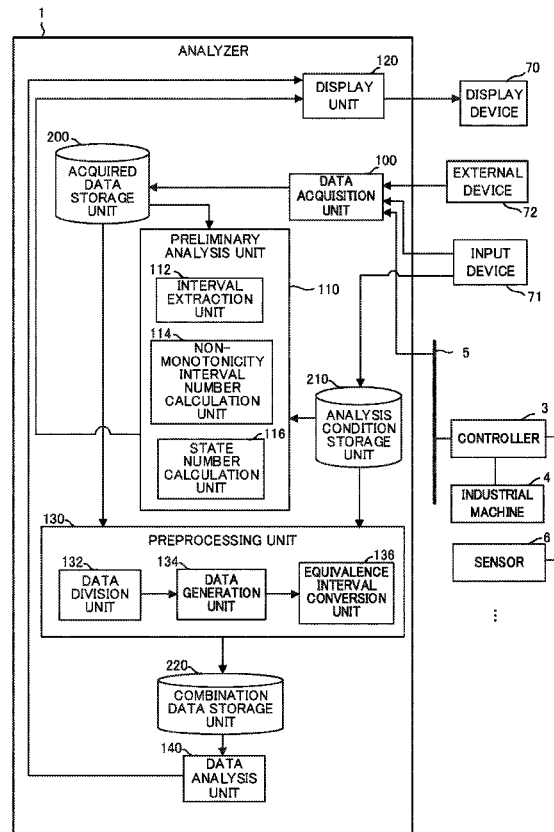 1
ANALYZER
120
DISPLAY
UNIT
70
DISPLAY
DEVICE
200
ACQUIRED
DATA
STORAGE
UNIT
100
DATA
ACQUISITION
UNIT
EXTERNAL
DEVICE
72
PRELIMINARY
ANALYSIS UNIT
112
INTERVAL
EXTRACTION
UNIT
110
INPUT
DEVICE
71
114
NON-
MONOTONICITY
INTERVAL
NUMBER
CALCULATION
UNIT
5
210
ANALYSIS
CONDITION
STORAGE
UNIT
116
STATE
NUMBER
CALCULATION
UNIT
3
CONTROLLER
4
INDUSTRIAL
MACHINE
130
PREPROCESSING UNIT
6
SENSOR
132
DATA
DIVISION
UNIT
134
DATA
GENERATION
UNIT
136
EQUIVALENCE
INTERVAL
CONVERSION
UNIT
220
COMBINATION
DATA STORAGE
UNIT
140
DATA
ANALYSIS
UNIT